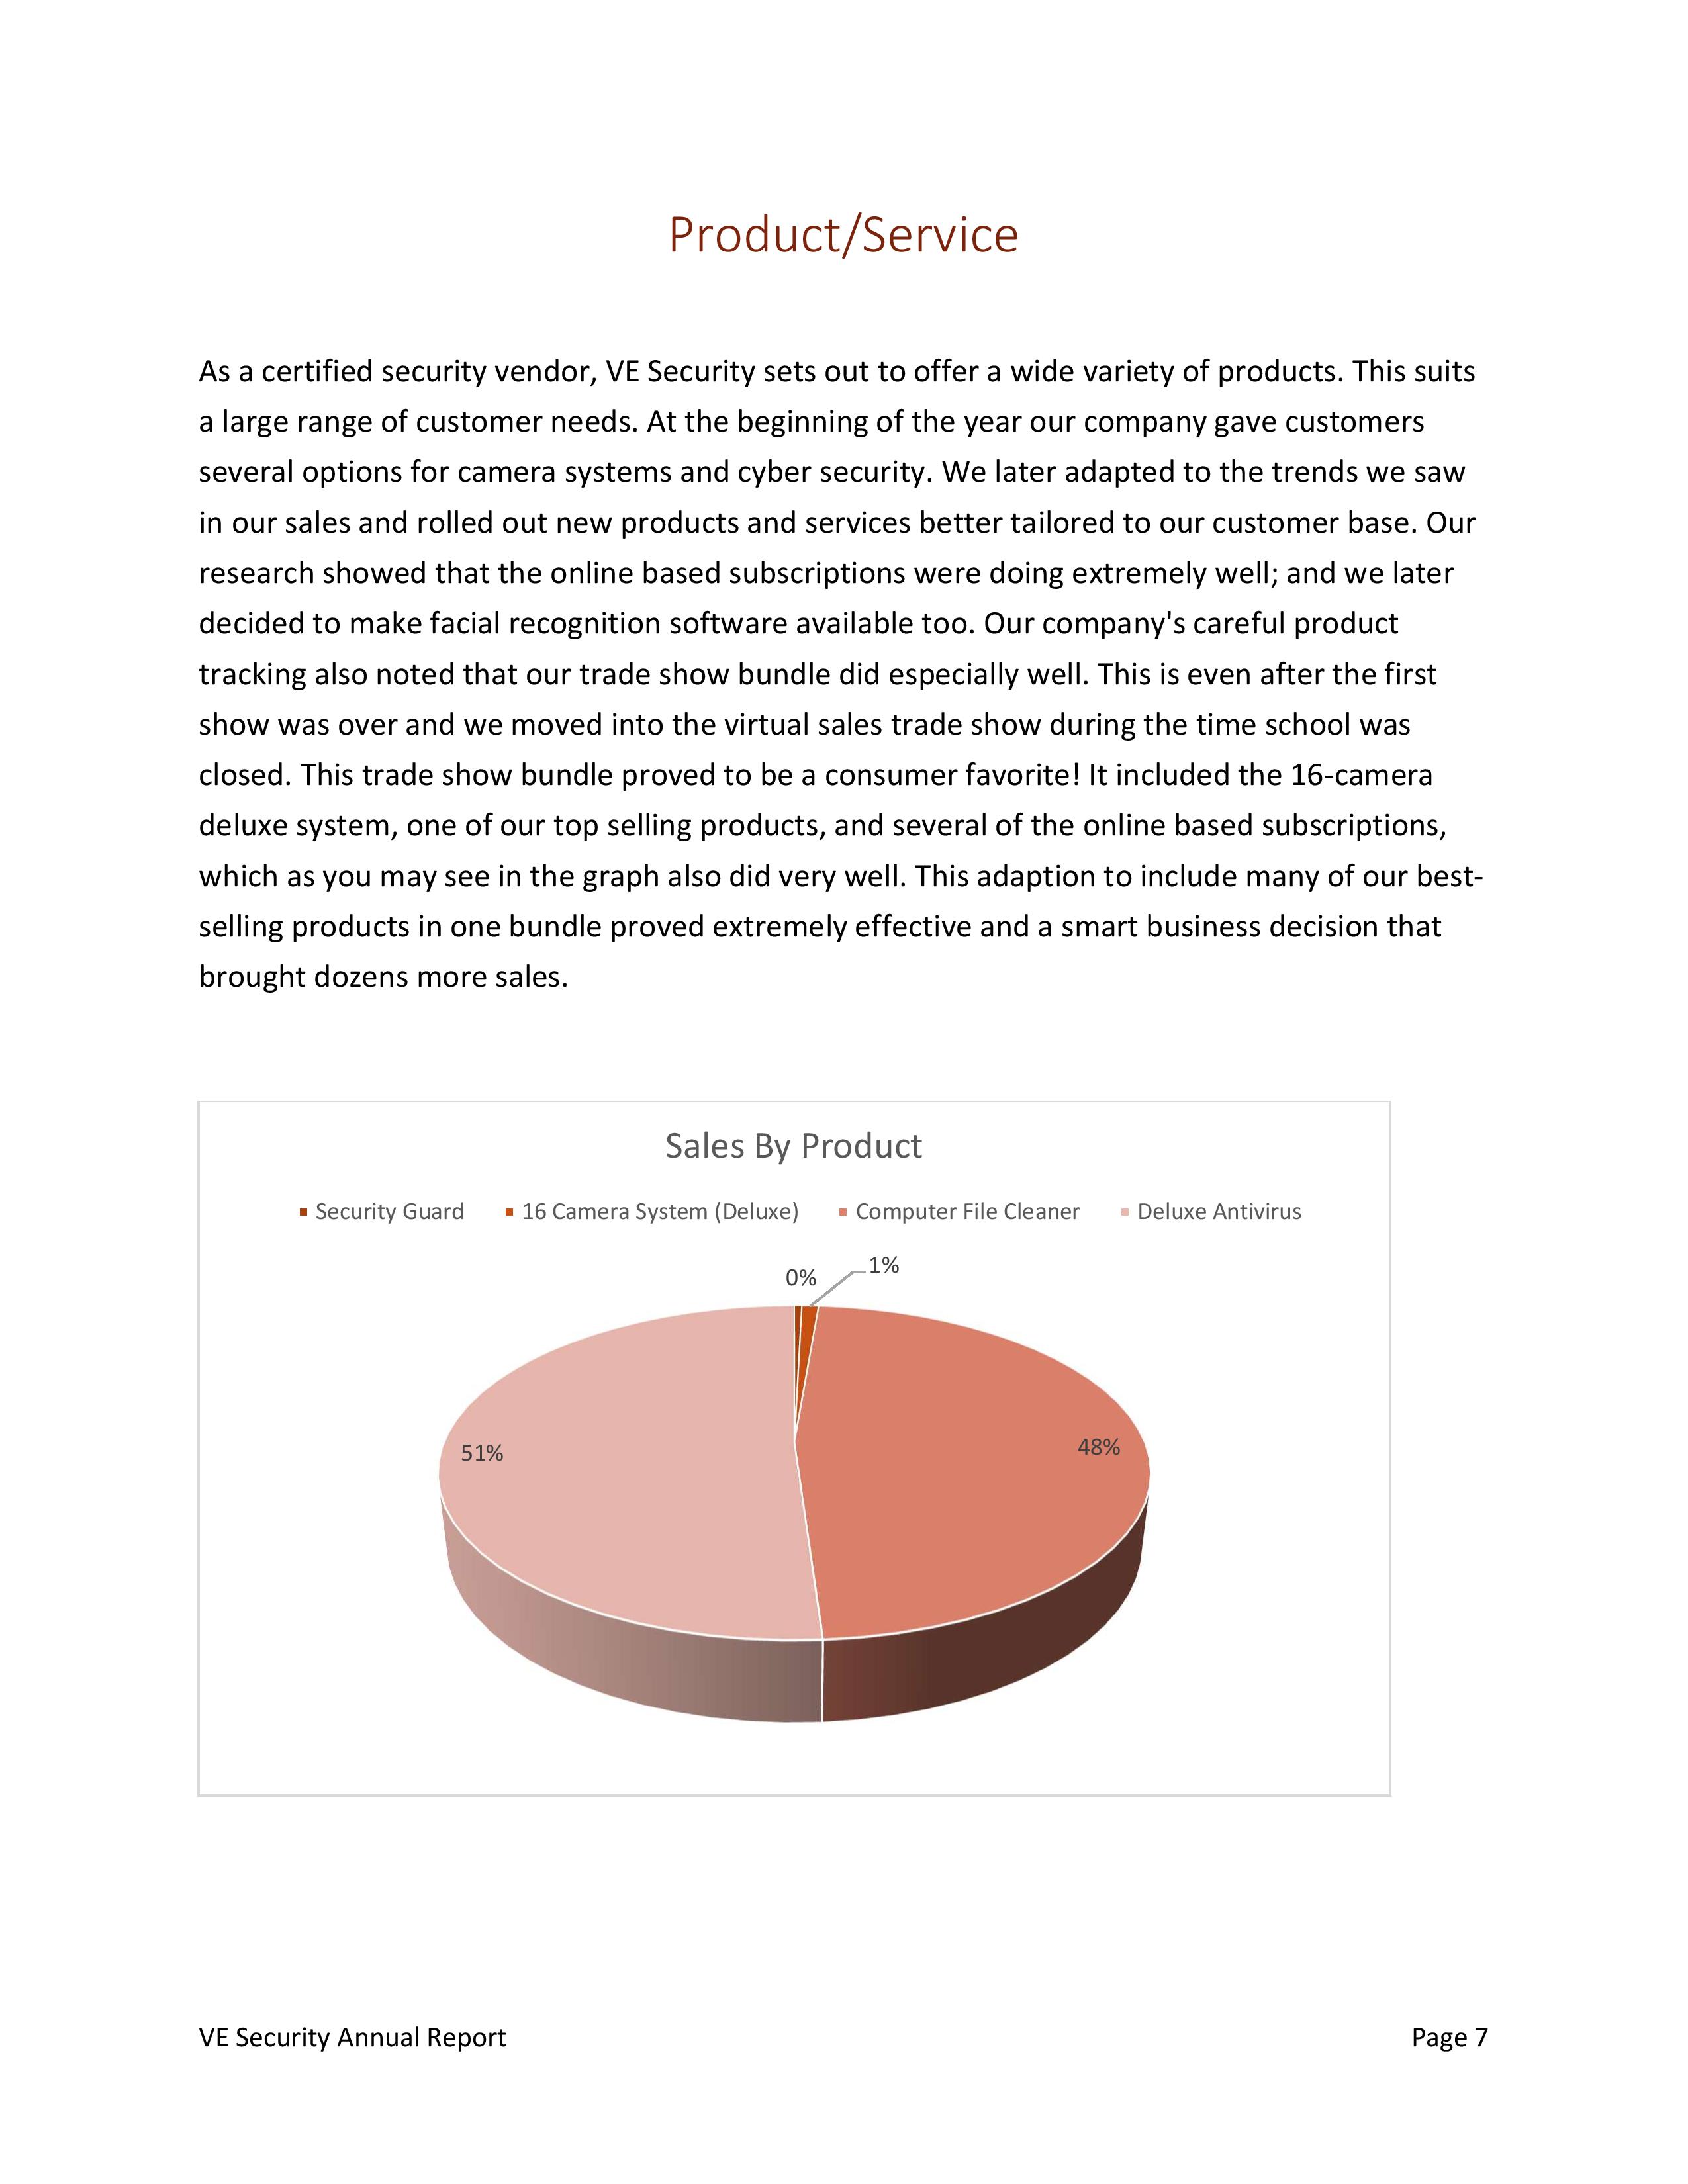 Product/Service
As a certified security vendor, VE Security sets out to offer a wide variety of products. This suits
a large range of customer needs. At the beginning of the year our company gave customers
several options for camera systems and cyber security. We later adapted to the trends we saw
in our sales and rolled out new products and services better tailored to our customer base. Our
research showed that the online based subscriptions were doing extremely well; and we later
decided to make facial recognition software available too. Our company's careful product
tracking also noted that our trade show bundle did especially well. This is even after the first
show was over and we moved into the virtual sales trade show during the time school was
closed. This trade show bundle proved to be a consumer favorite! It included the 16-camera
deluxe system, one of our top selling products, and several of the online based subscriptions,
which as you may see in the graph also did very well. This adaption to include many of our best-
selling products in one bundle proved extremely effective and a smart business decision that
brought dozens more sales.
Sales By Product
Security Guard 16 Camera System (Deluxe) Computer File Cleaner Deluxe Antivirus
0% 1%
51% 48%
VE Security Annual Report Page 7